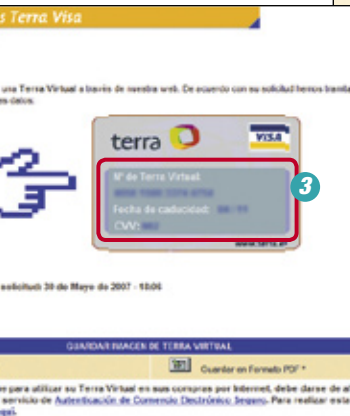 s Terra Visa
una Terra Virtual a través de nuestra web. De acuerdo con su solicitud hemos tramita
es datos.
terra VISA
Nº de Terra Virtual:
Fecha de caducidad:
CVV:
3
solicitud: 30 de Mayo de 2007 - 18:06
GUARDAR IMAGEN DE TERRA VIRTUAL
Guardar en Formato PDF *
e para utilizar su Terra Virtual en sus compras por Internet, debe darse de al
servicio de Autenticación de Comercio Electrónico Seguro. Para realizar esta